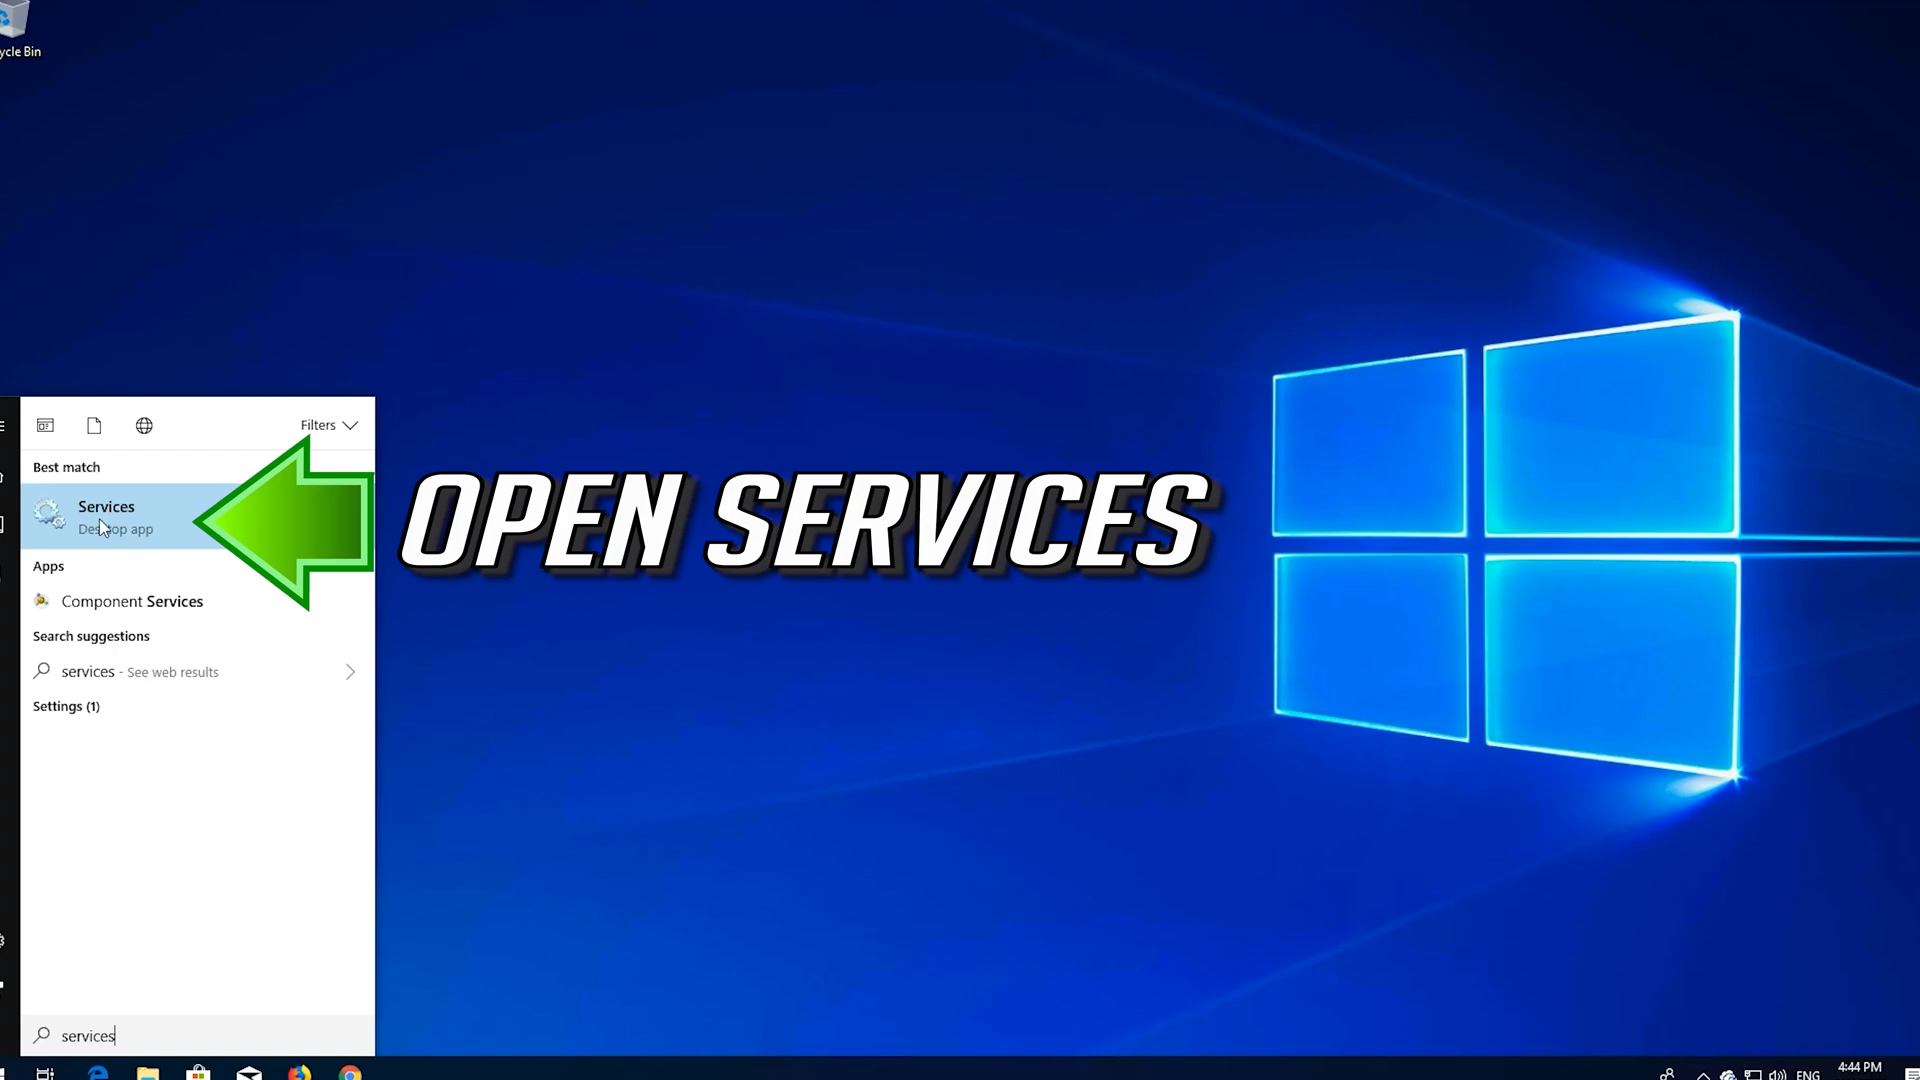 ycle Bin
Filters
Best match
Services
Desktop app
OPEN SERVICES
Apps
Component Services
Search suggestions
services - See web results
Settings (1)
services
ENG
4:44 PM